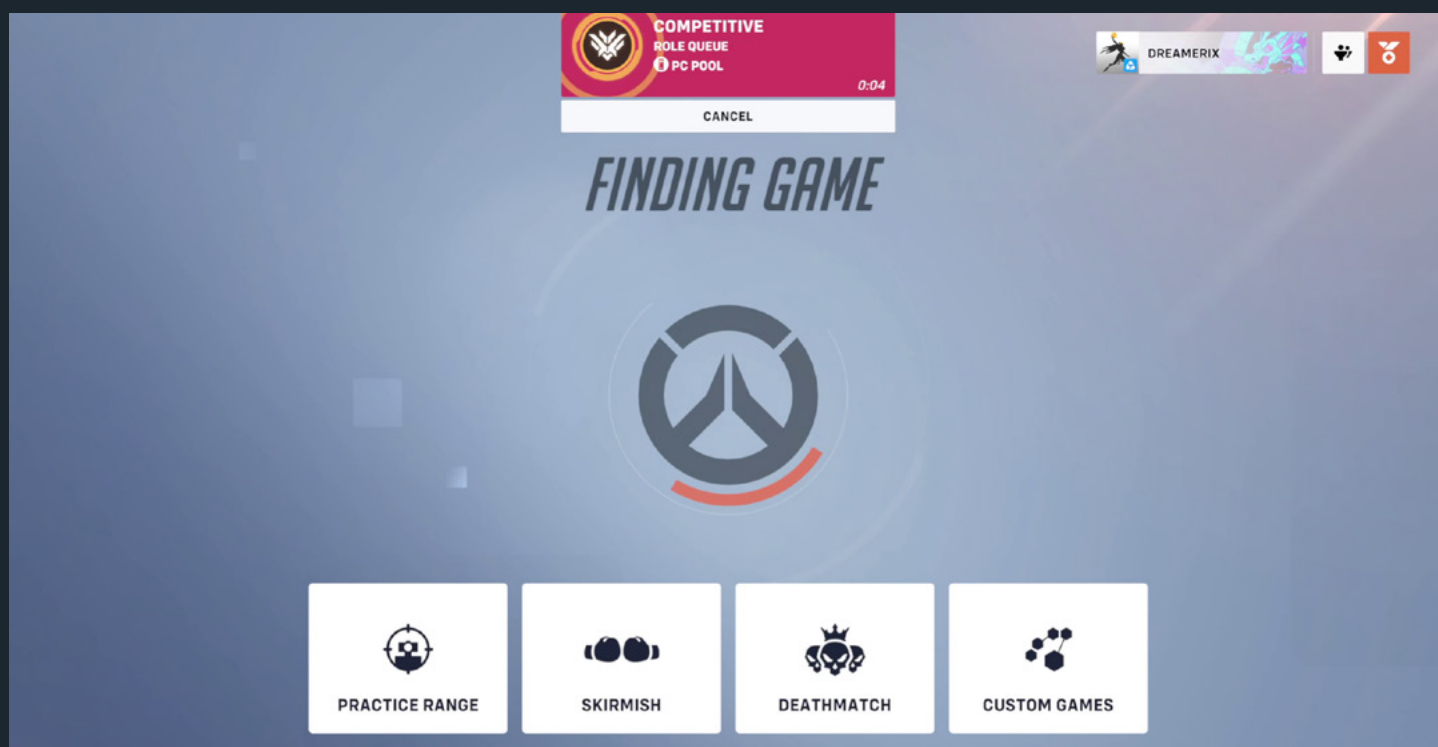 COMPETITIVE
ROLE QUEUE
PC POOL
0:04
CANCEL
DREAMERIX
FINDING GAME
PRACTICE RANGE
SKIRMISH
DEATHMATCH
CUSTOM GAMES